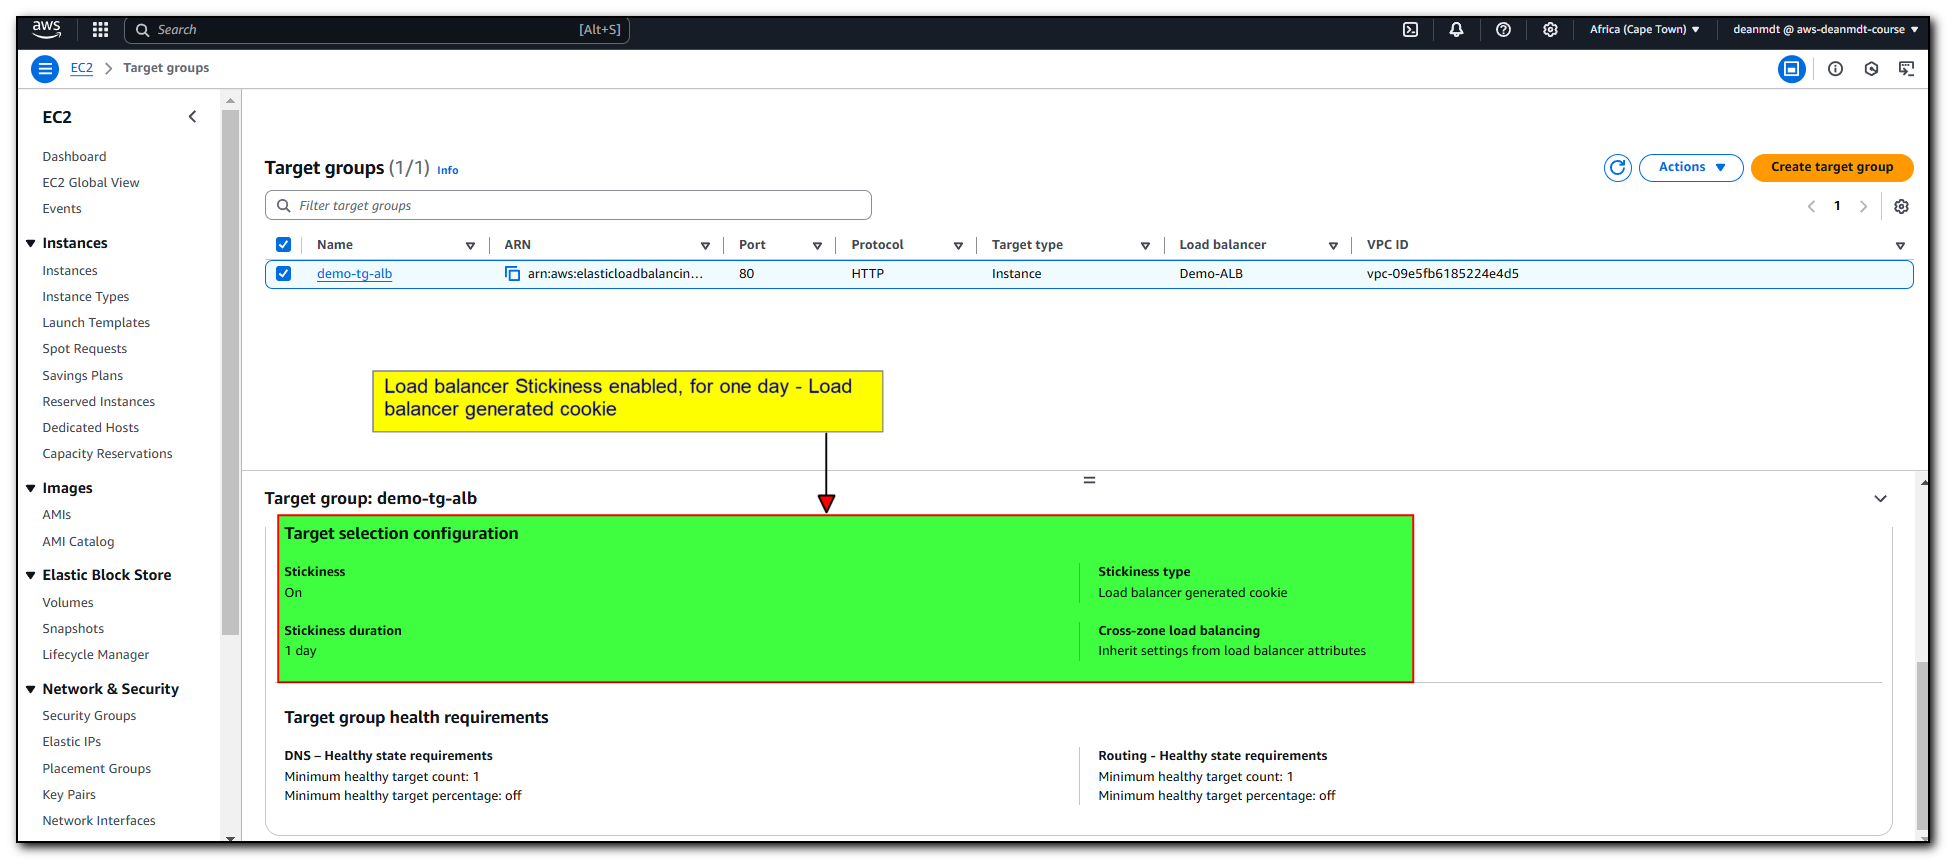 aws
Search
[Alt+S]
Africa (Cape Town)
deanmdt @ aws-deanmdt-course
EC2
Target groups
EC2
Dashboard
EC2 Global View
Events
Instances
Instances
Instance Types
Launch Templates
Spot Requests
Savings Plans
Reserved Instances
Dedicated Hosts
Capacity Reservations
Images
AMIs
AMI Catalog
Elastic Block Store
Volumes
Snapshots
Lifecycle Manager
Network & Security
Security Groups
Elastic IPs
Placement Groups
Key Pairs
Network Interfaces
Target groups (1/1) Info
Actions
Create target group
Filter target groups
1
Name ARN Port Protocol Target type Load balancer VPC ID
demo-tg-alb arn:aws:elasticloadbalancin... 80 HTTP Instance Demo-ALB vpc-09e5fb6185224e4d5
Load balancer Stickiness enabled, for one day - Load
balancer generated cookie
Target group: demo-tg-alb
Target selection configuration
Stickiness
On
Stickiness type
Load balancer generated cookie
Stickiness duration
1 day
Cross-zone load balancing
Inherit settings from load balancer attributes
Target group health requirements
DNS – Healthy state requirements
Minimum healthy target count: 1
Minimum healthy target percentage: off
Routing - Healthy state requirements
Minimum healthy target count: 1
Minimum healthy target percentage: off